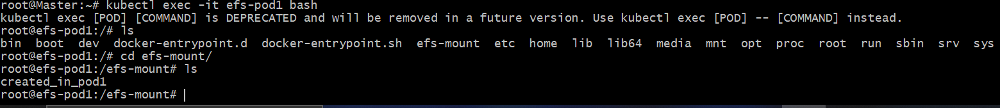 root@Master:~# kubectl exec -it efs-pod1 bash
kubectl exec [POD] [COMMAND] is DEPRECATED and will be removed in a future version. Use kubectl exec [POD] -- [COMMAND] instead.
root@efs-pod1:/# ls
bin  boot  dev  docker-entrypoint.d  docker-entrypoint.sh  efs-mount  etc  home  lib  lib64  media  mnt  opt  proc  root  run  sbin  srv  sys
root@efs-pod1:/# cd efs-mount/
root@efs-pod1:/efs-mount# ls
created_in_pod1
root@efs-pod1:/efs-mount#